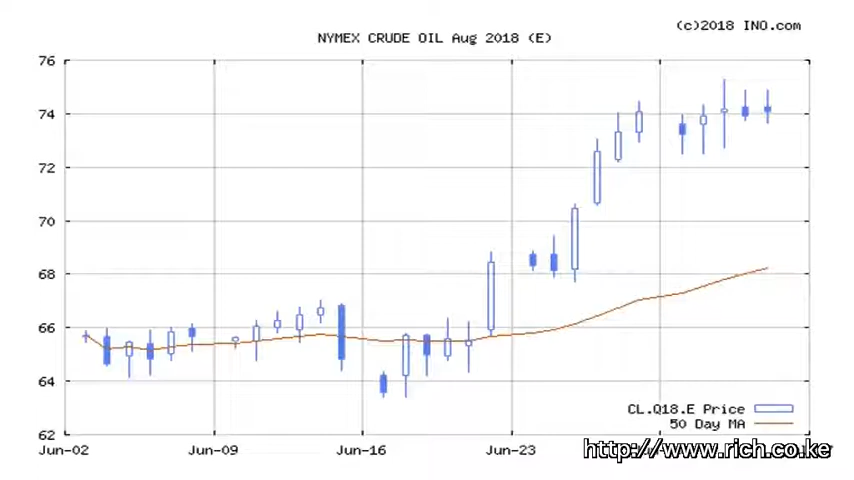 (c)2018 INO.com
NYMEX CRUDE OIL Aug 2018 (E)
76
74
72
70
68
66
64
62
CL.Q18.E Price
50 Day MA
Jun-02 Jun-09 Jun-16 Jun-23
http://www.rich.co.ke